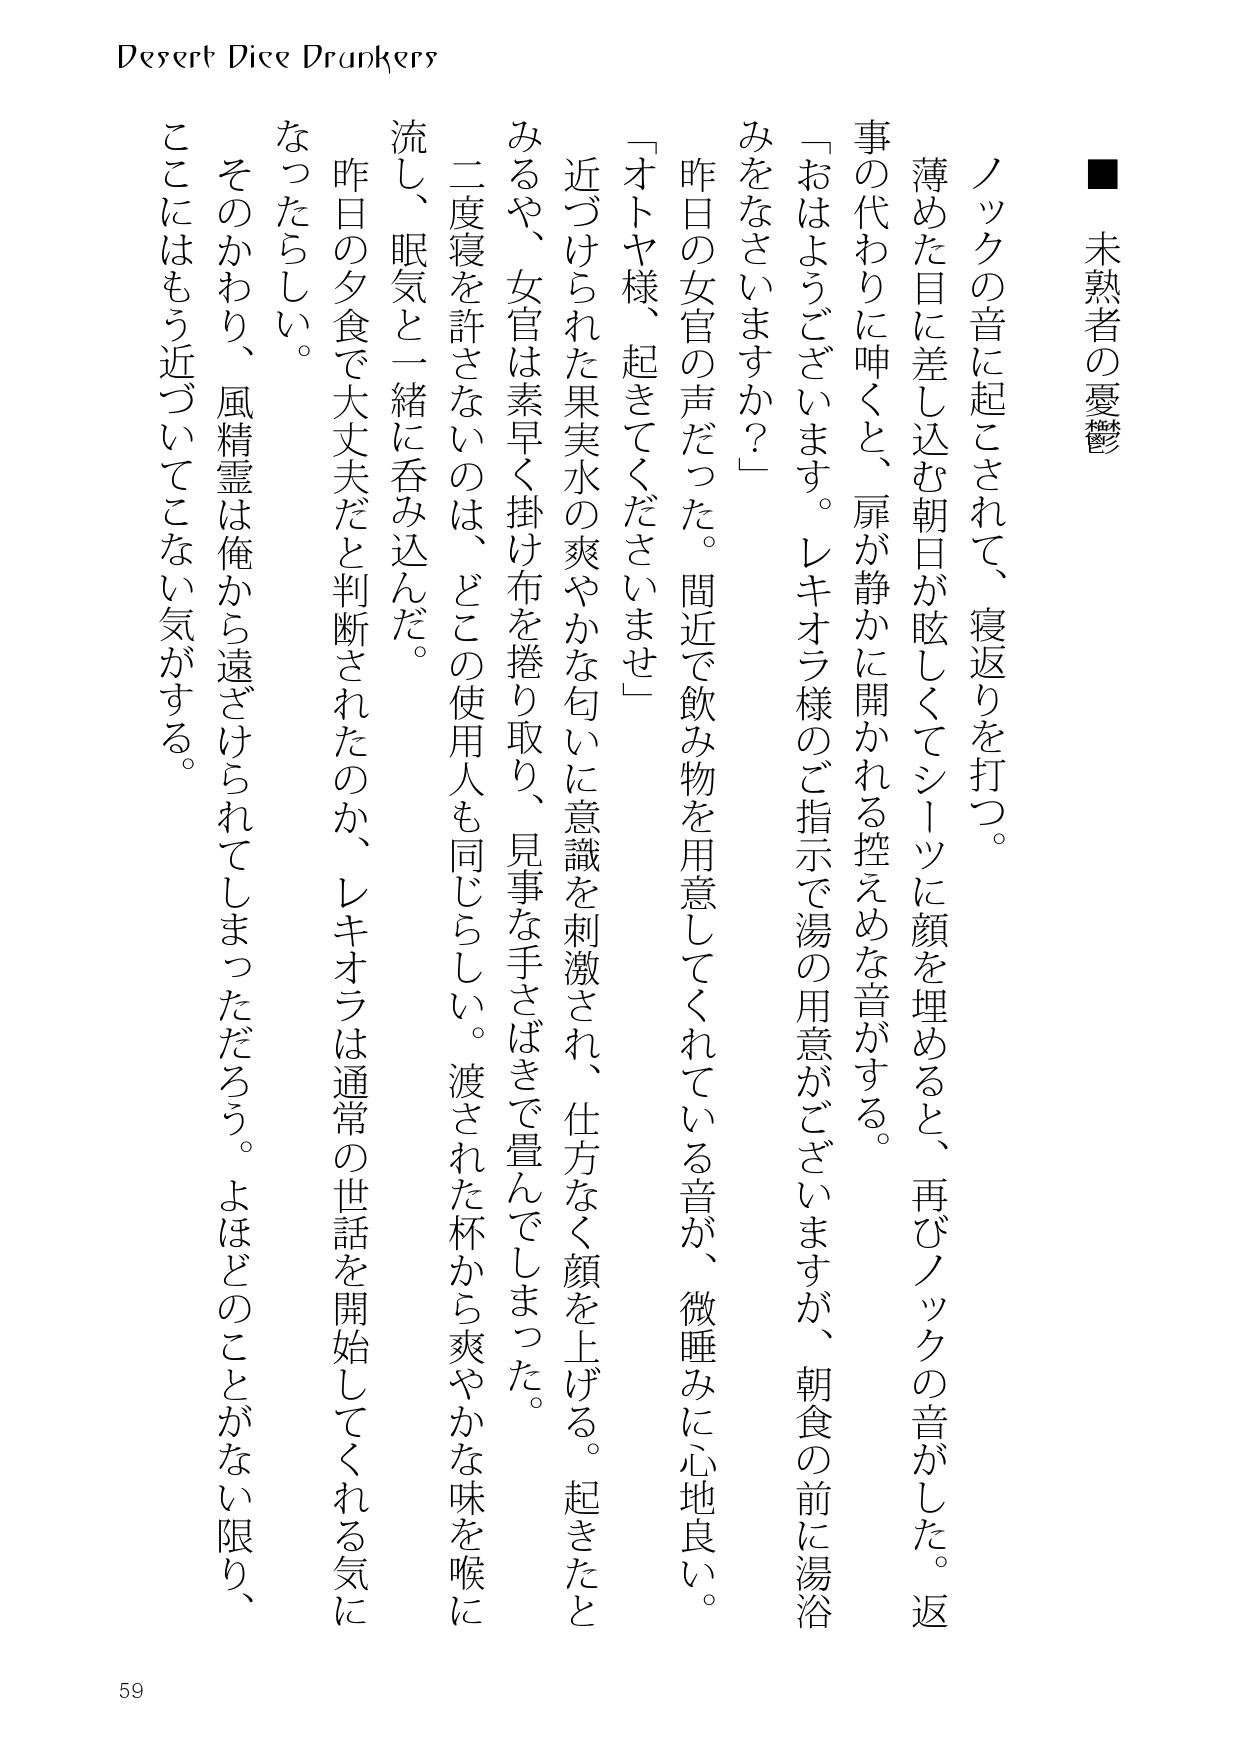 Desert Dice Drunkers
■　未熟者の憂鬱
　ノックの音に起こされて、寝返りを打つ。
　薄めた目に差し込む朝日が眩しくてシーツに顔を埋めると、再びノックの音がした。返
事の代わりに呻くと、扉が静かに開かれる控えめな音がする。
「おはようございます。レキオラ様のご指示で湯の用意がございますが、朝食の前に湯浴
みをなさいますか？」
　昨日の女官の声だった。間近で飲み物を用意してくれている音が、微睡みに心地良い。
「オトヤ様、起きてくださいませ」
　近づけられた果実水の爽やかな匂いに意識を刺激され、仕方なく顔を上げる。起きたと
みるや、女官は素早く掛け布を捲り取り、見事な手さばきで畳んでしまった。
　二度寝を許さないのは、どこの使用人も同じらしい。渡された杯から爽やかな味を喉に
流し、眠気と一緒に呑み込んだ。
　昨日の夕食で大丈夫だと判断されたのか、レキオラは通常の世話を開始してくれる気に
なったらしい。
　そのかわり、風精霊は俺から遠ざけられてしまっただろう。よほどのことがない限り、
ここにはもう近づいてこない気がする。
59